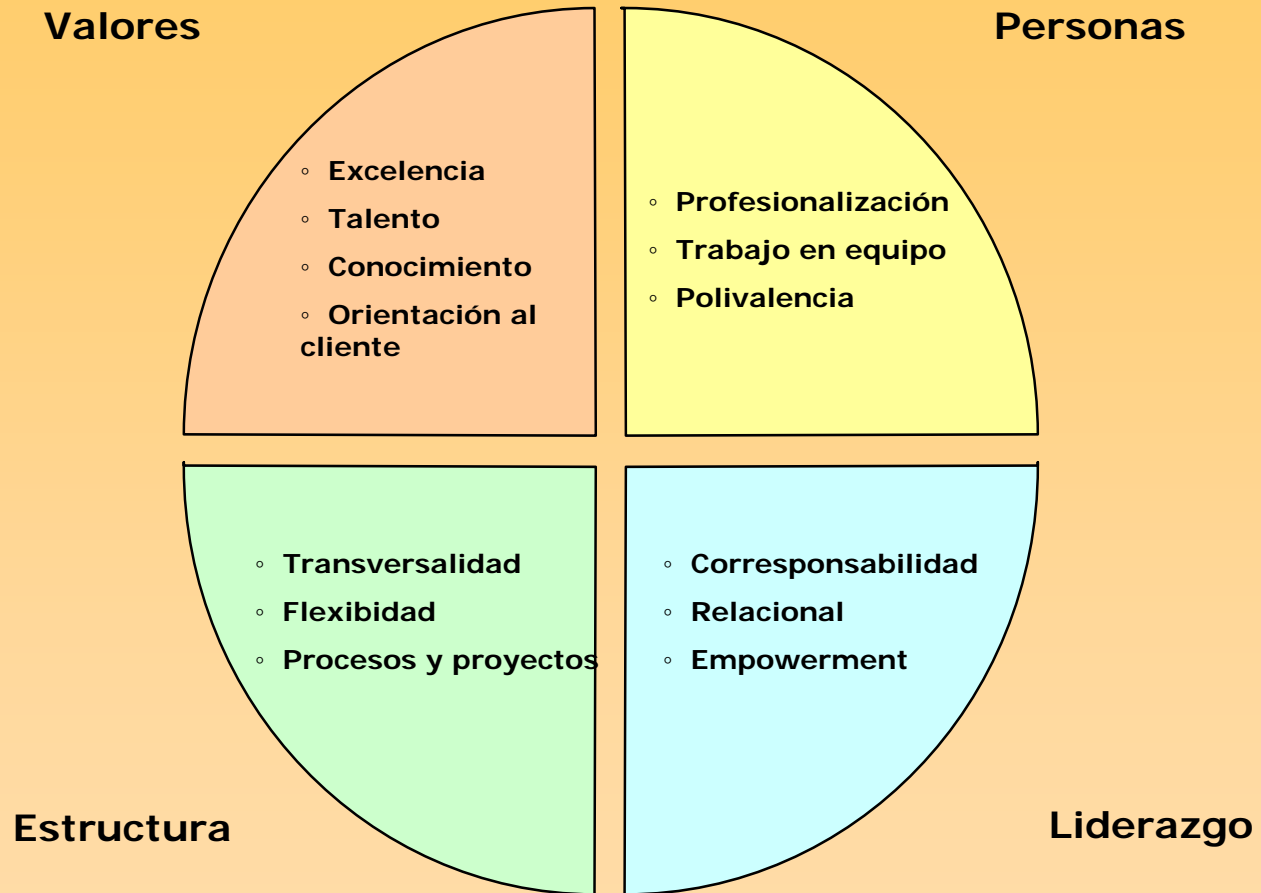 Valores
Personas
◦ Excelencia
◦ Talento
◦ Conocimiento
◦ Orientación al
cliente
◦ Profesionalización
◦ Trabajo en equipo
◦ Polivalencia
◦ Transversalidad
◦ Flexibidad
◦ Procesos y proyectos
◦ Corresponsabilidad
◦ Relacional
◦ Empowerment
Estructura
Liderazgo